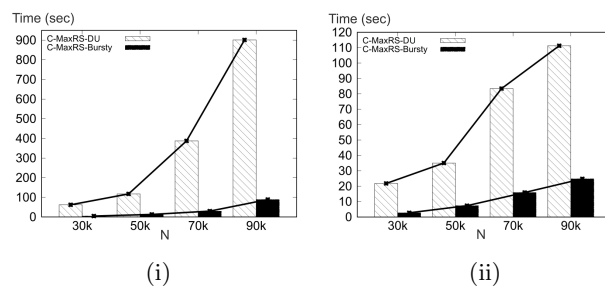 Time (sec)
900
800
700
600
500
400
300
200
100
0
C-MaxRS-DU
C-MaxRS-Bursty
30k 50k 70k 90k
N
(i)
Time (sec)
120
110
100
90
80
70
60
50
40
30
20
10
0
C-MaxRS-DU
C-MaxRS-Bursty
30k 50k 70k 90k
N
(ii)